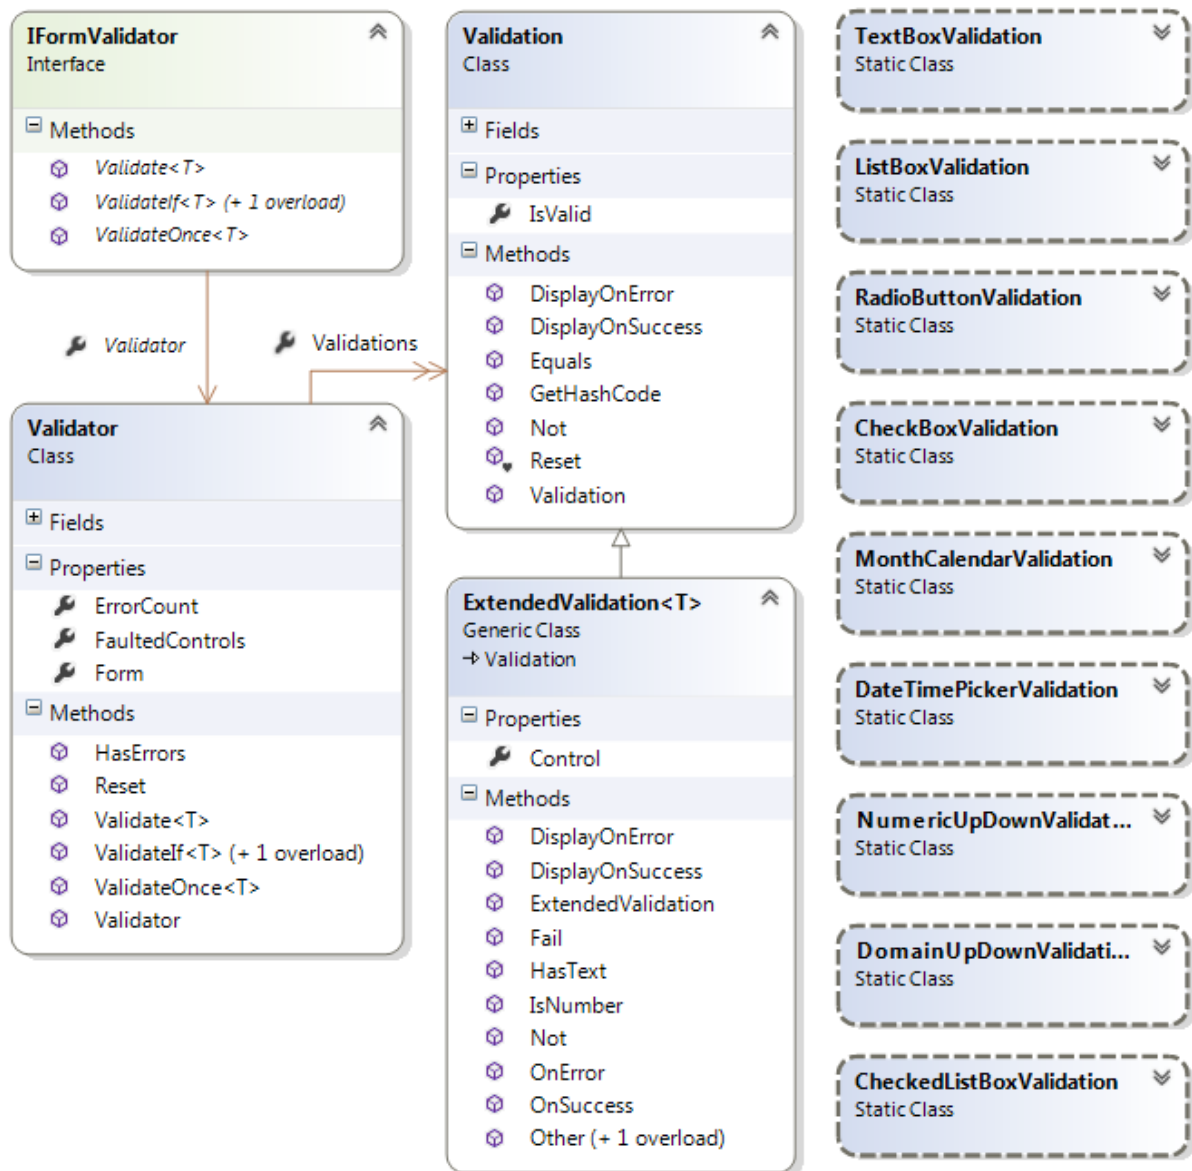 IFormValidator
Interface
Methods
Validate<T>
ValidateIf<T> (+ 1 overload)
ValidateOnce<T>
Validator
Validations
Validator
Class
Fields
Properties
ErrorCount
FaultedControls
Form
Methods
HasErrors
Reset
Validate<T>
ValidateIf<T> (+ 1 overload)
ValidateOnce<T>
Validator
Validation
Class
Fields
Properties
IsValid
Methods
DisplayOnError
DisplayOnSuccess
Equals
GetHashCode
Not
Reset
Validation
ExtendedValidation<T>
Generic Class
Validation
Properties
Control
Methods
DisplayOnError
DisplayOnSuccess
ExtendedValidation
Fail
HasText
IsNumber
Not
OnError
OnSuccess
Other (+ 1 overload)
TextBoxValidation
Static Class
ListBoxValidation
Static Class
RadioButtonValidation
Static Class
CheckBoxValidation
Static Class
MonthCalendarValidation
Static Class
DateTimePickerValidation
Static Class
NumericUpDownValidat...
Static Class
DomainUpDownValidati...
Static Class
CheckedListBoxValidation
Static Class